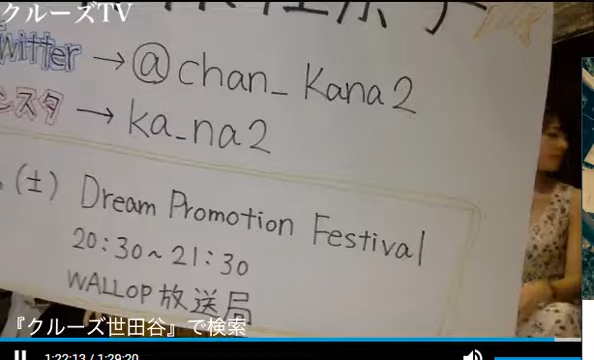 クルーズTV
Twitter → @chan_kana2
ンスタ → ka_na2
(土) Dream Promotion Festival
20:30~21:30
WALLOP放送局
『クルーズ世田谷』で検索
1:22:13 / 1:29:20